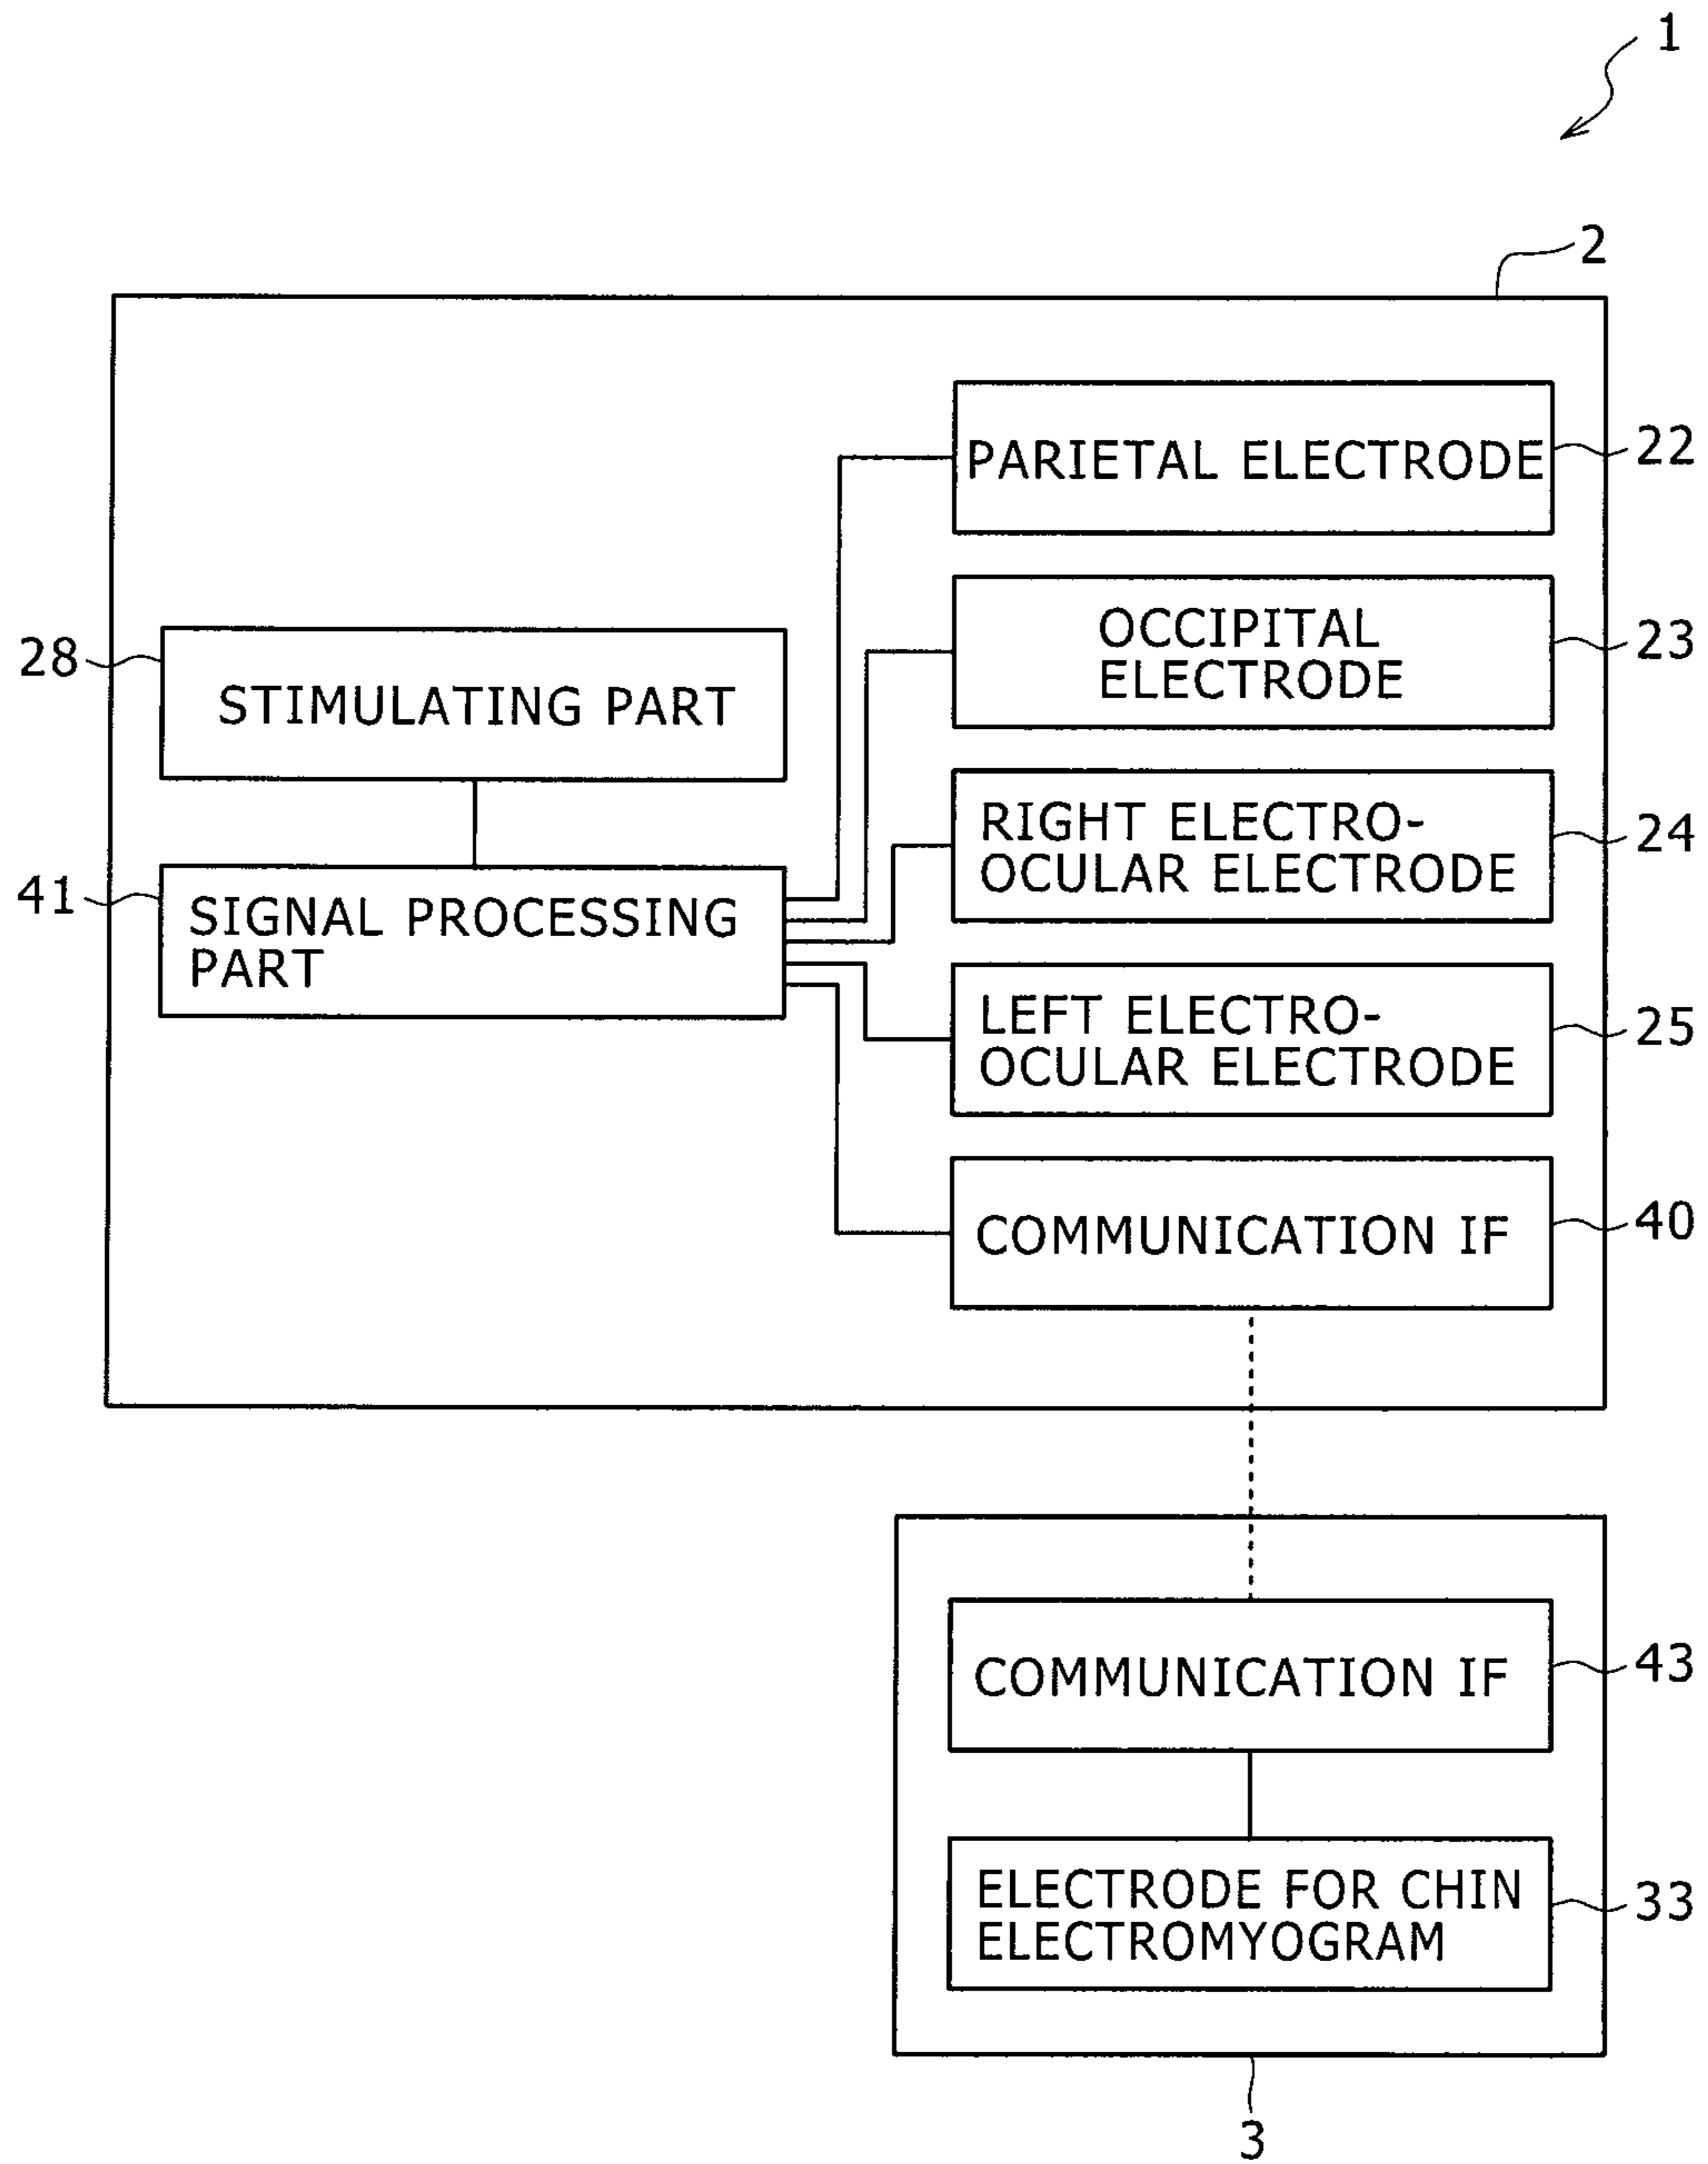 1
2
PARIETAL ELECTRODE
22
OCCIPITAL
ELECTRODE
23
28
STIMULATING PART
RIGHT ELECTRO-
OCULAR ELECTRODE
24
41
SIGNAL PROCESSING
PART
LEFT ELECTRO-
OCULAR ELECTRODE
25
COMMUNICATION IF
40
COMMUNICATION IF
43
ELECTRODE FOR CHIN
ELECTROMYOGRAM
33
3